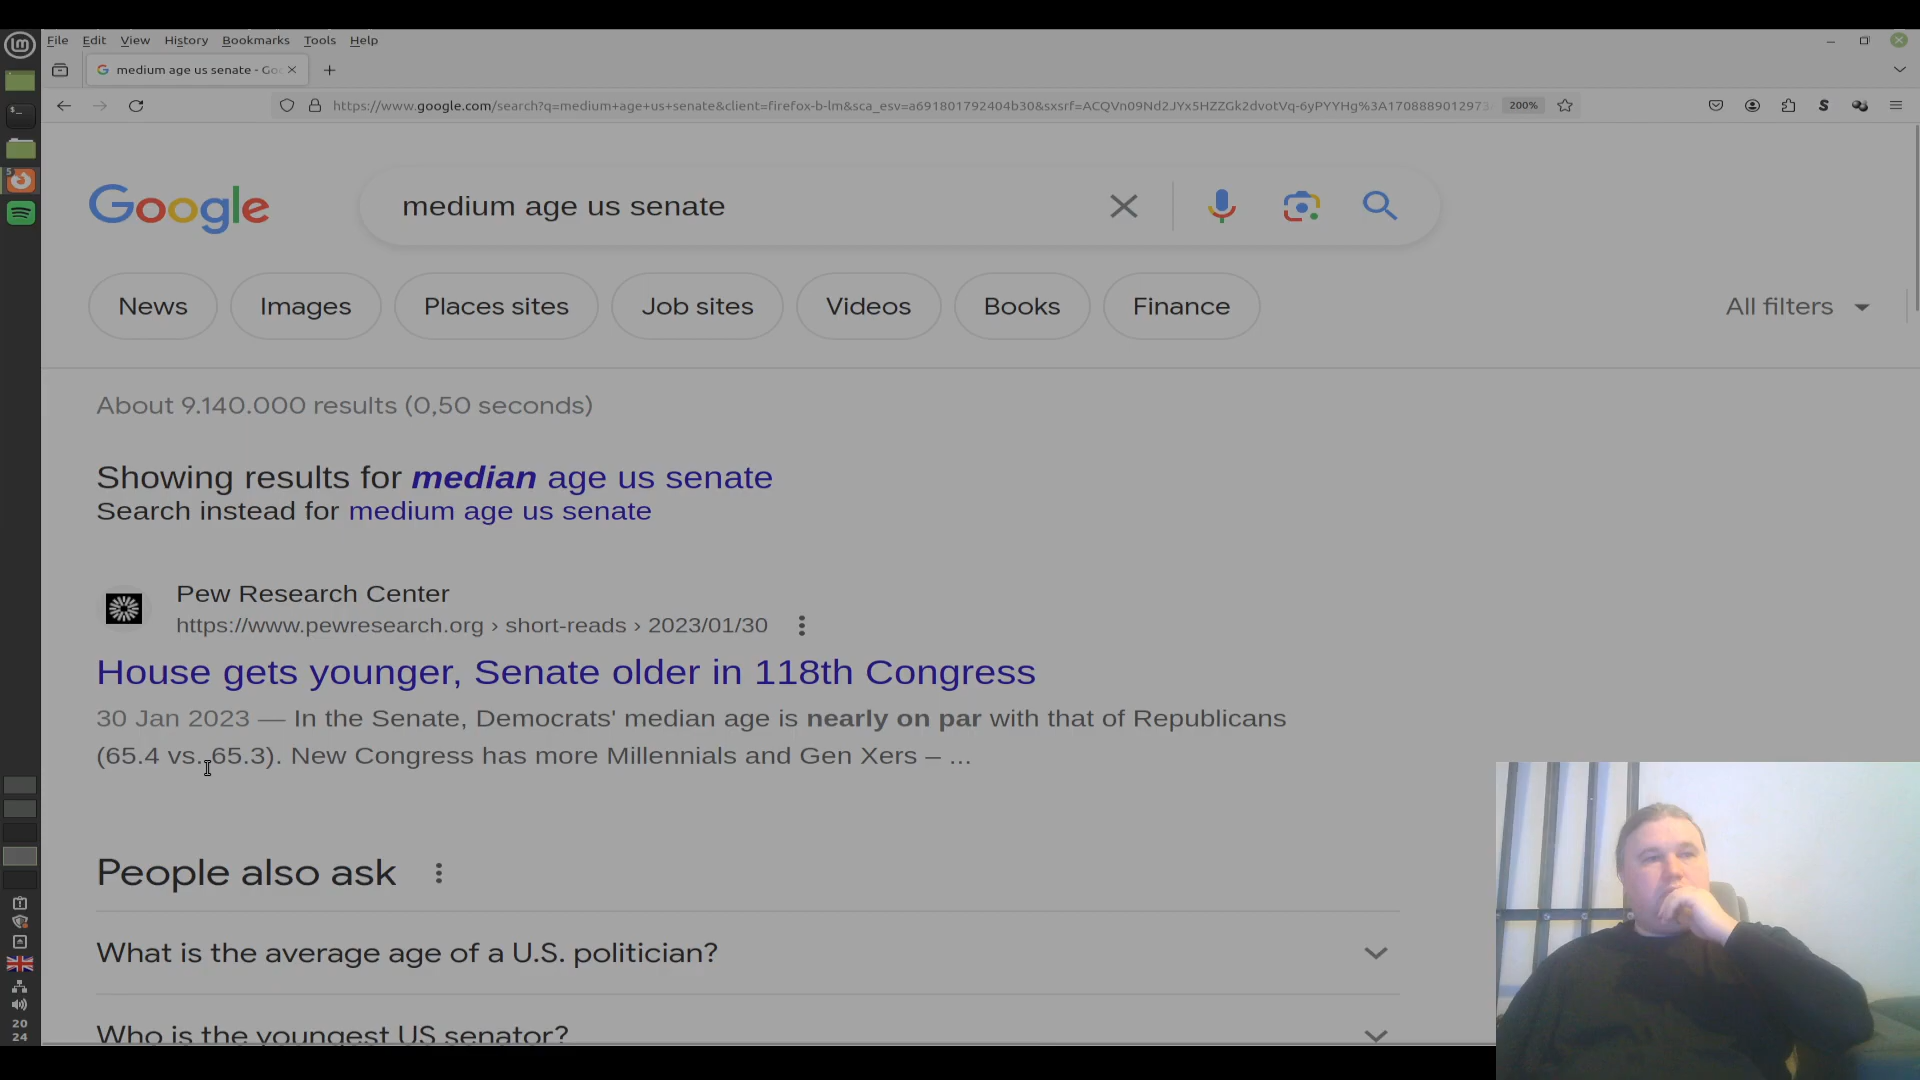 File Edit View History Bookmarks Tools Help
medium age us senate - Go
https://www.google.com/search?q=medium+age+us+senate&client=firefox-b-lm&sca_esv=a691801792404b30&sxsrf=ACQVn09Nd2JYx5HZZGk2dvotVq-6yPYYHg%3A1708889012973 200%
Google medium age us senate
News Images Places sites Job sites Videos Books Finance All filters
About 9.140.000 results (0,50 seconds)
Showing results for median age us senate
Search instead for medium age us senate
Pew Research Center
https://www.pewresearch.org › short-reads › 2023/01/30
House gets younger, Senate older in 118th Congress
30 Jan 2023 — In the Senate, Democrats' median age is nearly on par with that of Republicans
(65.4 vs. 65.3). New Congress has more Millennials and Gen Xers – ...
People also ask
What is the average age of a U.S. politician?
Who is the youngest US senator?
20
24